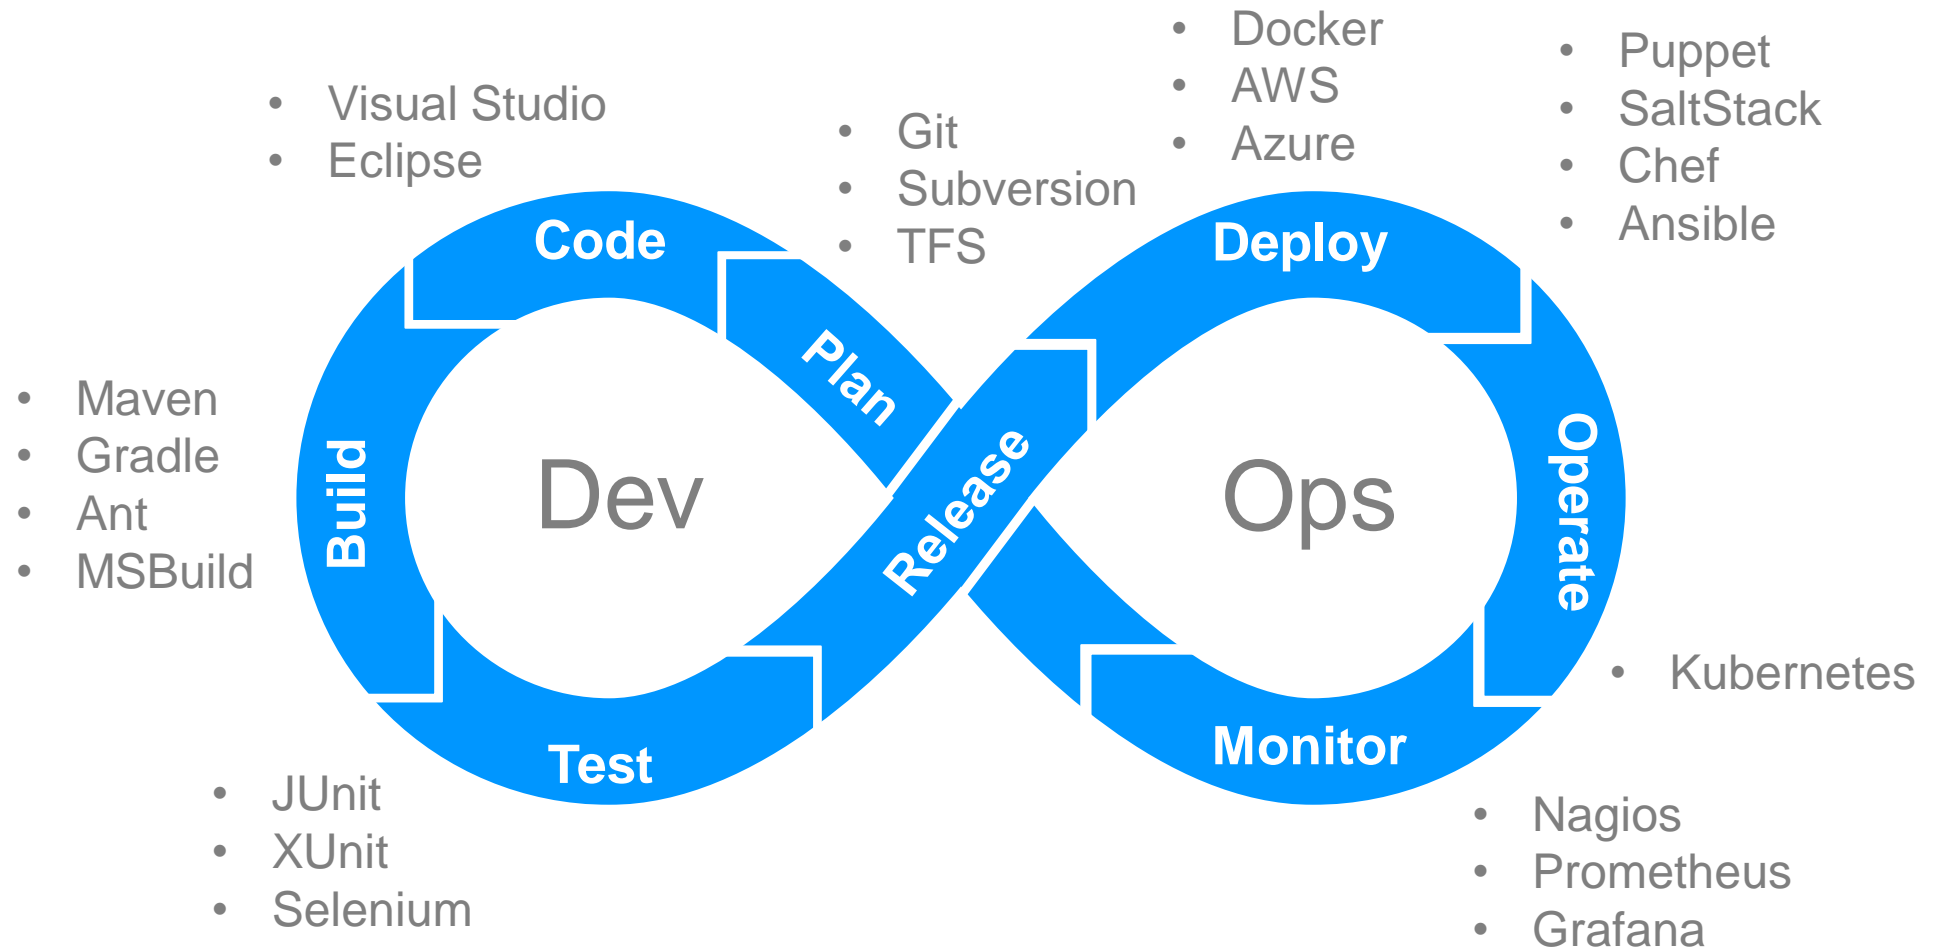 • Docker
• AWS
• Azure
• Puppet
• SaltStack
• Chef
• Ansible
• Visual Studio
• Eclipse
• Git
• Subversion
• TFS
Code
Deploy
Plan
• Maven
• Gradle
• Ant
• MSBuild
Build
Dev
Release
Ops
Operate
• Kubernetes
Test
Monitor
• JUnit
• XUnit
• Selenium
• Nagios
• Prometheus
• Grafana